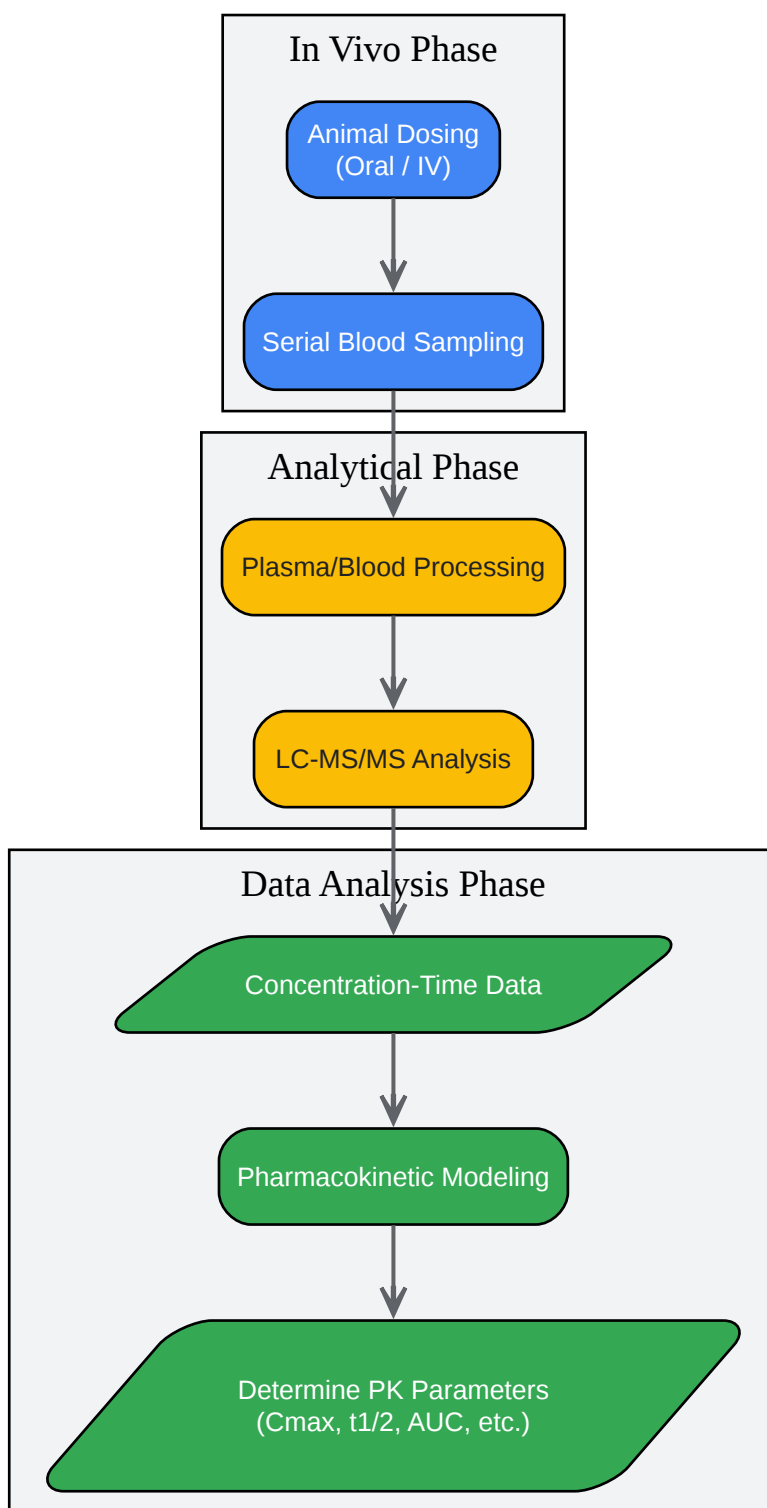 In Vivo Phase
Animal Dosing
(Oral / IV)
Serial Blood Sampling
Analytical Phase
Plasma/Blood Processing
LC-MS/MS Analysis
Data Analysis Phase
Concentration-Time Data
Pharmacokinetic Modeling
Determine PK Parameters
(Cmax, t1/2, AUC, etc.)